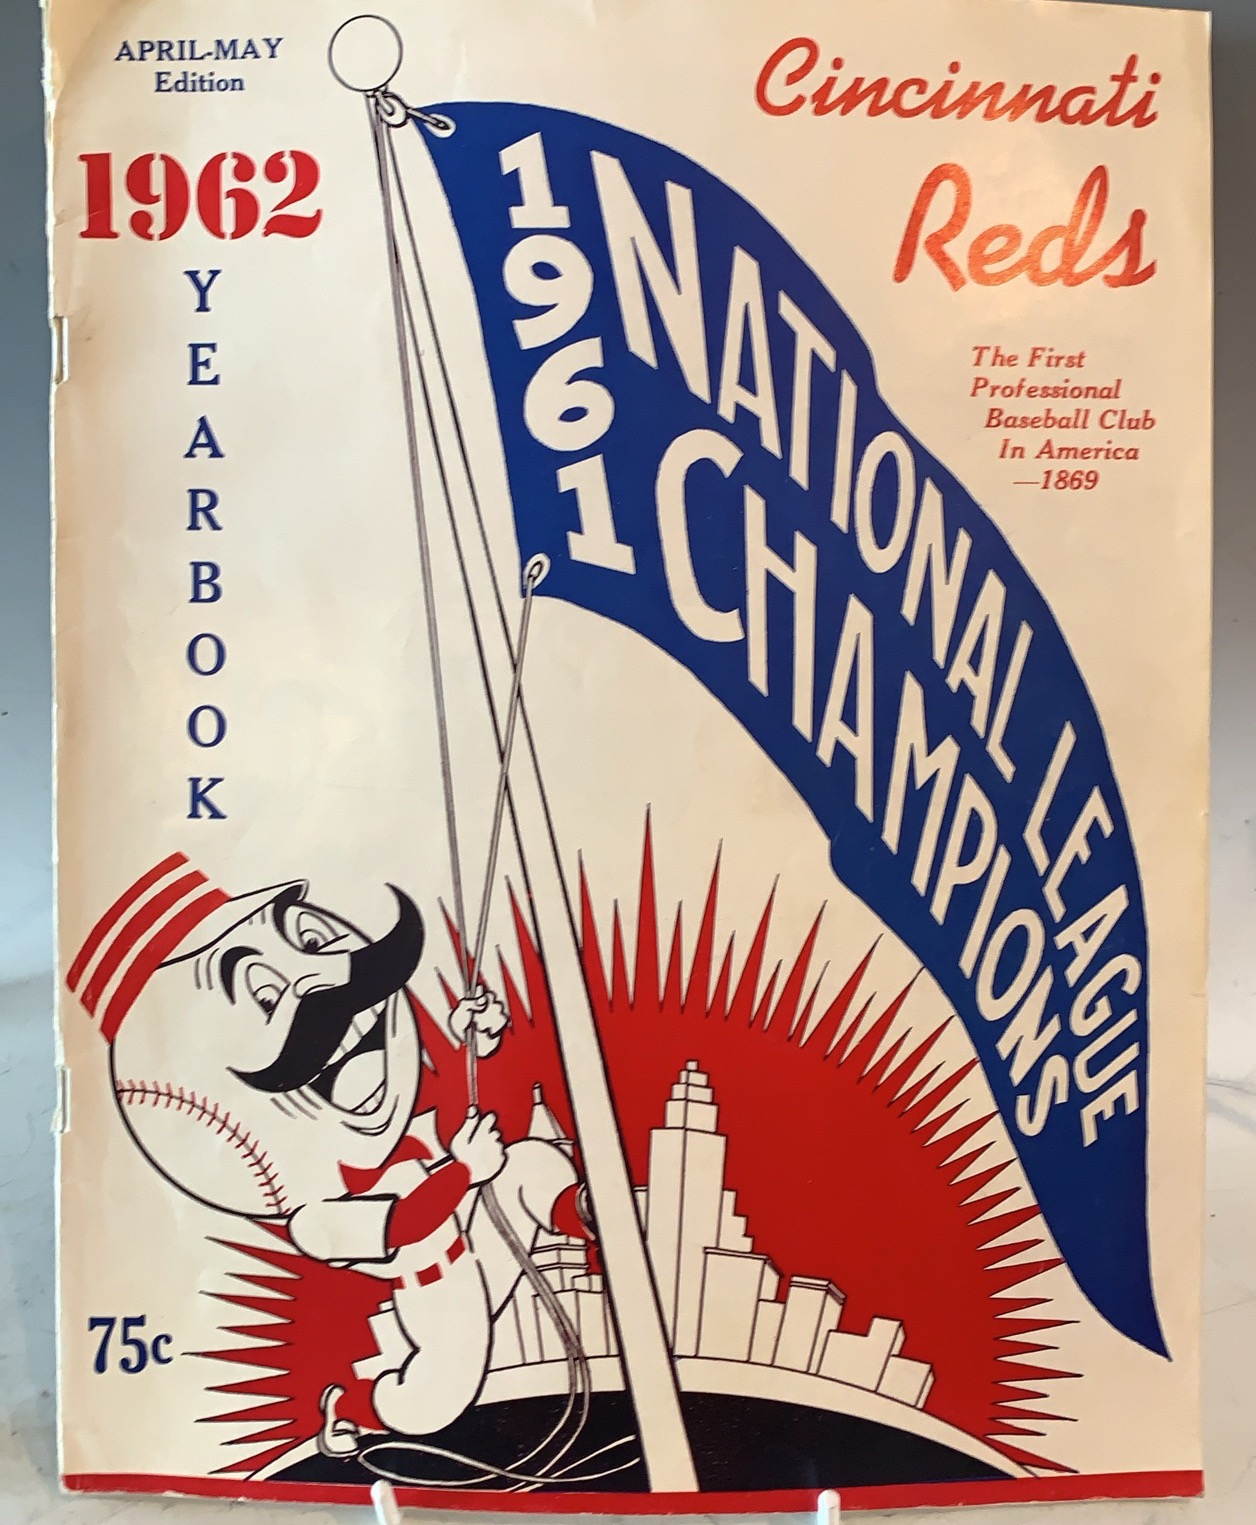 APRIL-MAY
Edition
1962
YEARBOOK
Cincinnati
Reds
The First
Professional
Baseball Club
In America
—1869
1961
NATIONAL LEAGUE
CHAMPIONS
75c